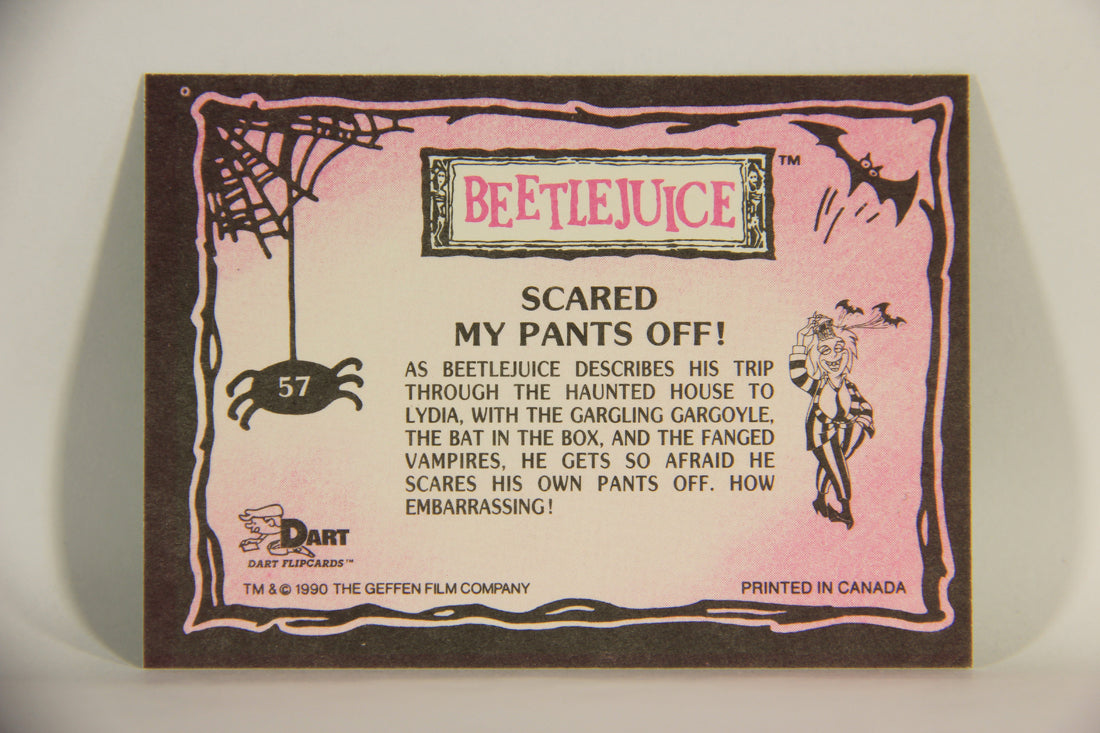 BEETLEJUICE ™
SCARED
MY PANTS OFF!
AS BEETLEJUICE DESCRIBES HIS TRIP
THROUGH THE HAUNTED HOUSE TO
LYDIA, WITH THE GARGLING GARGOYLE,
THE BAT IN THE BOX, AND THE FANGED
VAMPIRES, HE GETS SO AFRAID HE
SCARES HIS OWN PANTS OFF. HOW
EMBARRASSING!
57
DART
DART FLIPCARDS™
TM & © 1990 THE GEFFEN FILM COMPANY
PRINTED IN CANADA